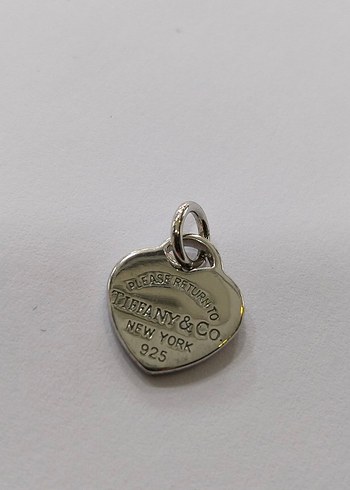 PLEASE RETURN TO
TIFFANY & CO.
NEW YORK
925